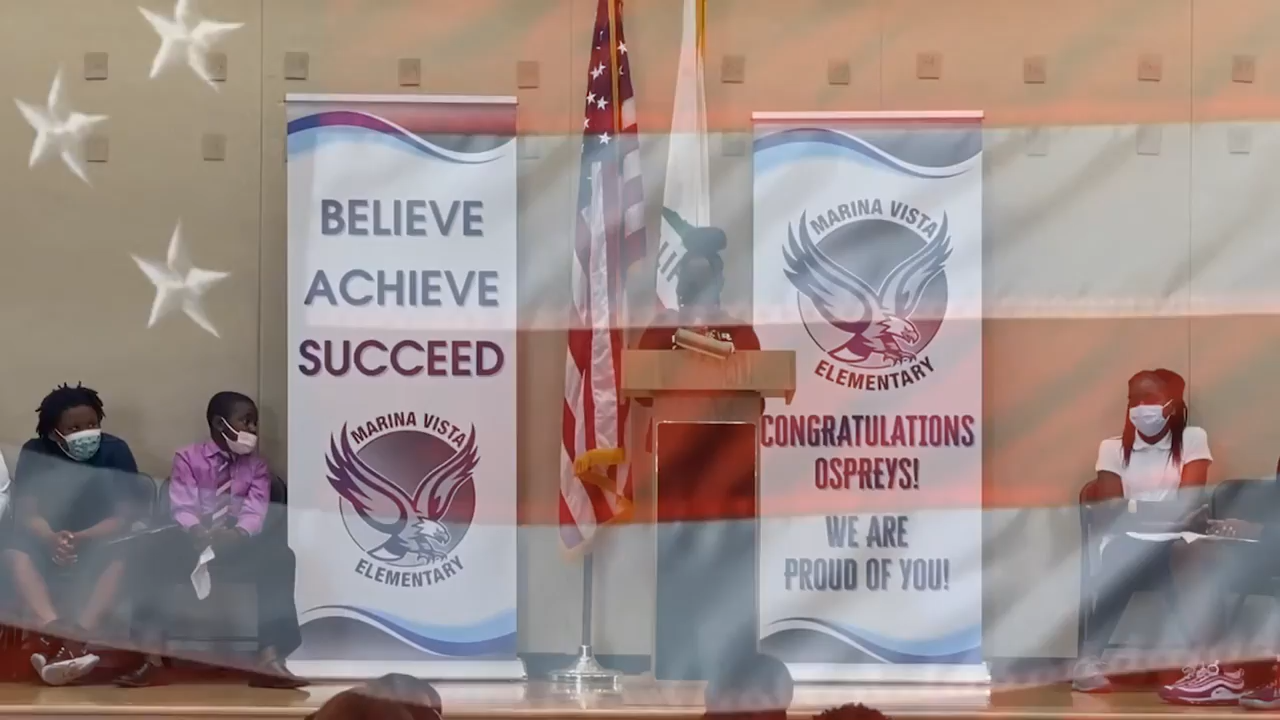 BELIEVE
ACHIEVE
SUCCEED
MARINA VISTA
ELEMENTARY
MARINA VISTA
ELEMENTARY
CONGRATULATIONS
OSPREYS!
WE ARE
PROUD OF YOU!